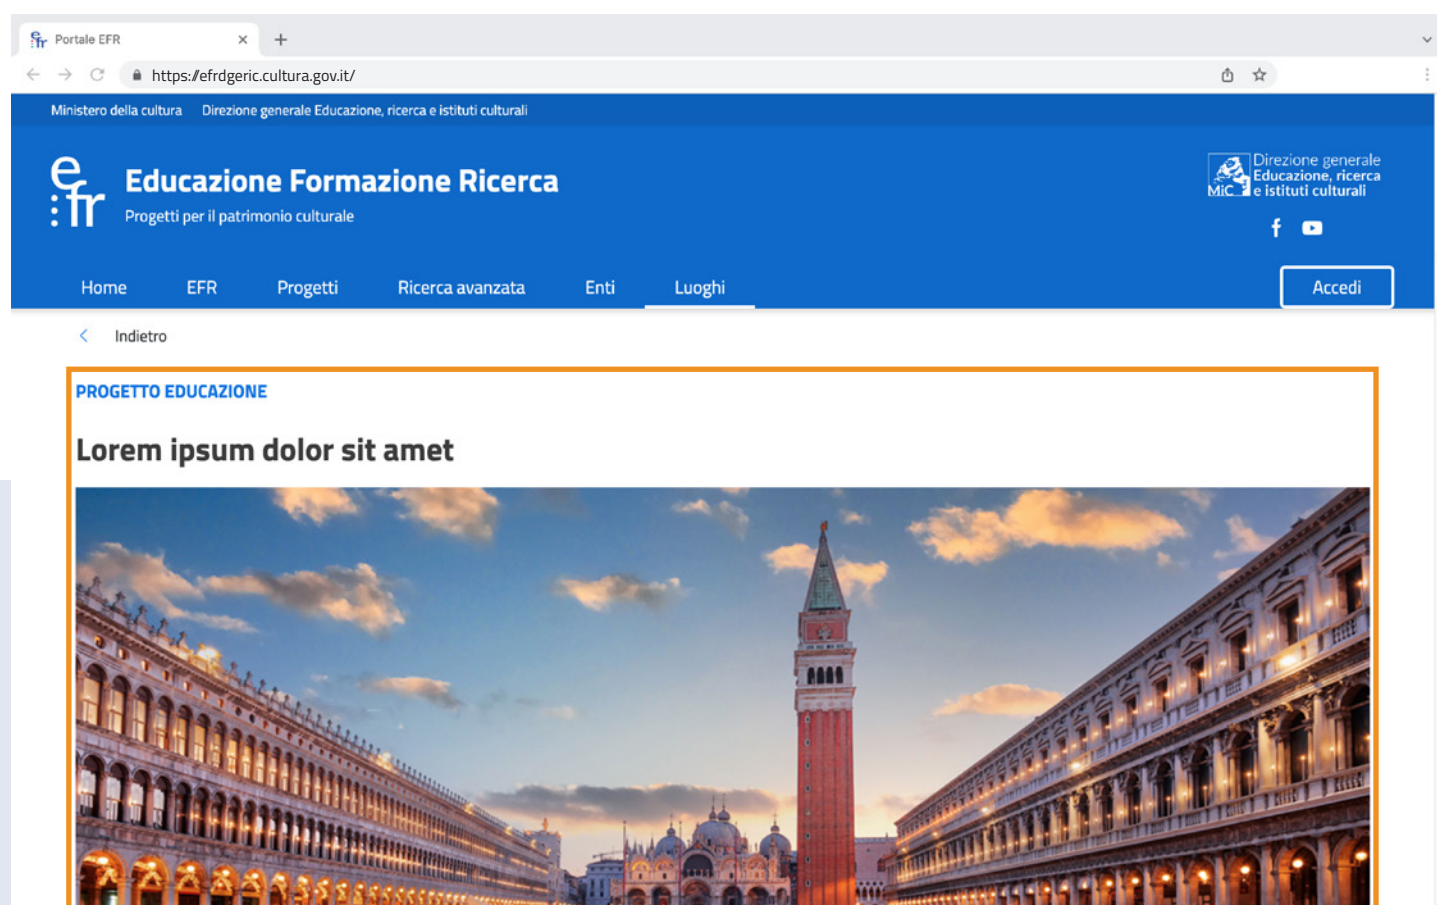 efr Portale EFR
https://efrdgeric.cultura.gov.it/
Ministero della cultura Direzione generale Educazione, ricerca e istituti culturali
efr
Educazione Formazione Ricerca
Progetti per il patrimonio culturale
MiC
Direzione generale
Educazione, ricerca
e istituti culturali
Home EFR Progetti Ricerca avanzata Enti Luoghi Accedi
Indietro
PROGETTO EDUCAZIONE
Lorem ipsum dolor sit amet